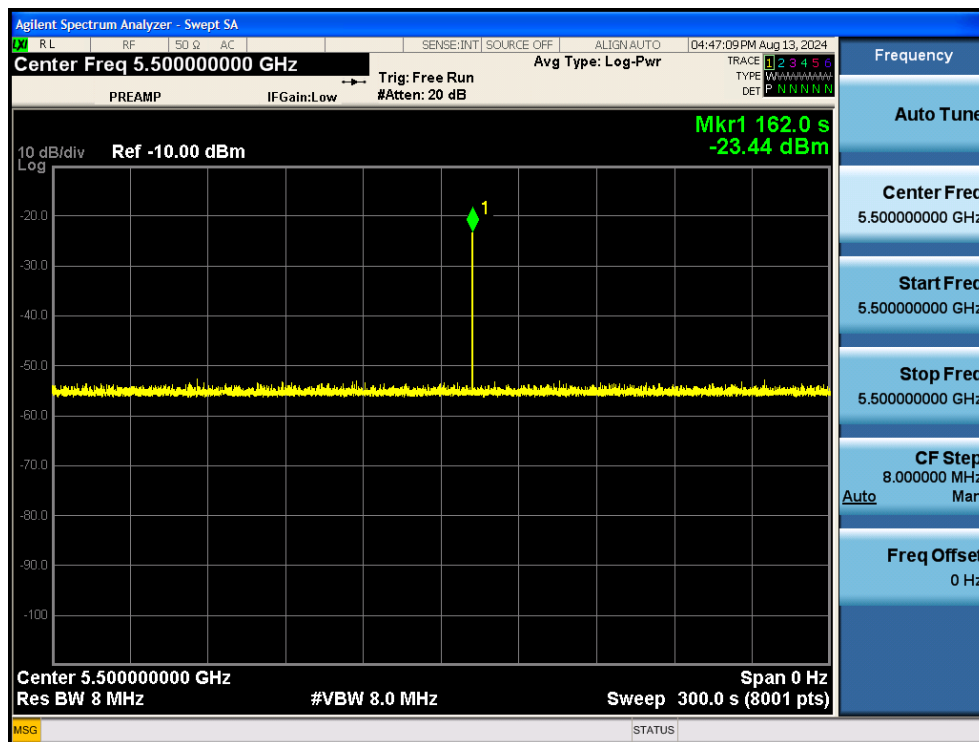 Agilent Spectrum Analyzer - Swept SA
LXI RL RF 50 Ω AC SENSE:INT SOURCE OFF ALIGNAUTO 04:47:09 PM Aug 13, 2024
Center Freq 5.500000000 GHz
Avg Type: Log-Pwr
TRACE 1 2 3 4 5 6
Trig: Free Run
TYPE
PREAMP IFGain:Low #Atten: 20 dB
DET P N N N N N
Mkr1 162.0 s
-23.44 dBm
10 dB/div Ref -10.00 dBm
Log
1
-20.0
-30.0
-40.0
-50.0
-60.0
-70.0
-80.0
-90.0
-100
Center 5.500000000 GHz Span 0 Hz
Res BW 8 MHz #VBW 8.0 MHz Sweep 300.0 s (8001 pts)
MSG STATUS
Frequency
Auto Tune
Center Freq
5.500000000 GHz
Start Freq
5.500000000 GHz
Stop Freq
5.500000000 GHz
CF Step
8.000000 MHz
Auto Man
Freq Offset
0 Hz